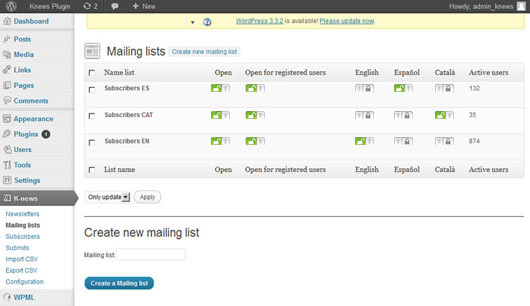 Knews Plugin 2 0 + New Howdy, admin_knews
Dashboard
Posts
Media
Links
Pages
Comments
Appearance
Plugins 1
Users
Tools
Settings
K-news
Newsletters
Mailing lists
Subscribers
Submits
Import CSV
Export CSV
Configuration
WPML
WordPress 3.3.2 is available! Please update now.
Mailing lists Create new mailing list
Name list Open Open for registered users English Español Català Active users
Subscribers ES 132
Subscribers CAT 35
Subscribers EN 874
List name Open Open for registered users English Español Català Active users
Only update Apply
Create new mailing list
Mailing list:
Create a Mailing list